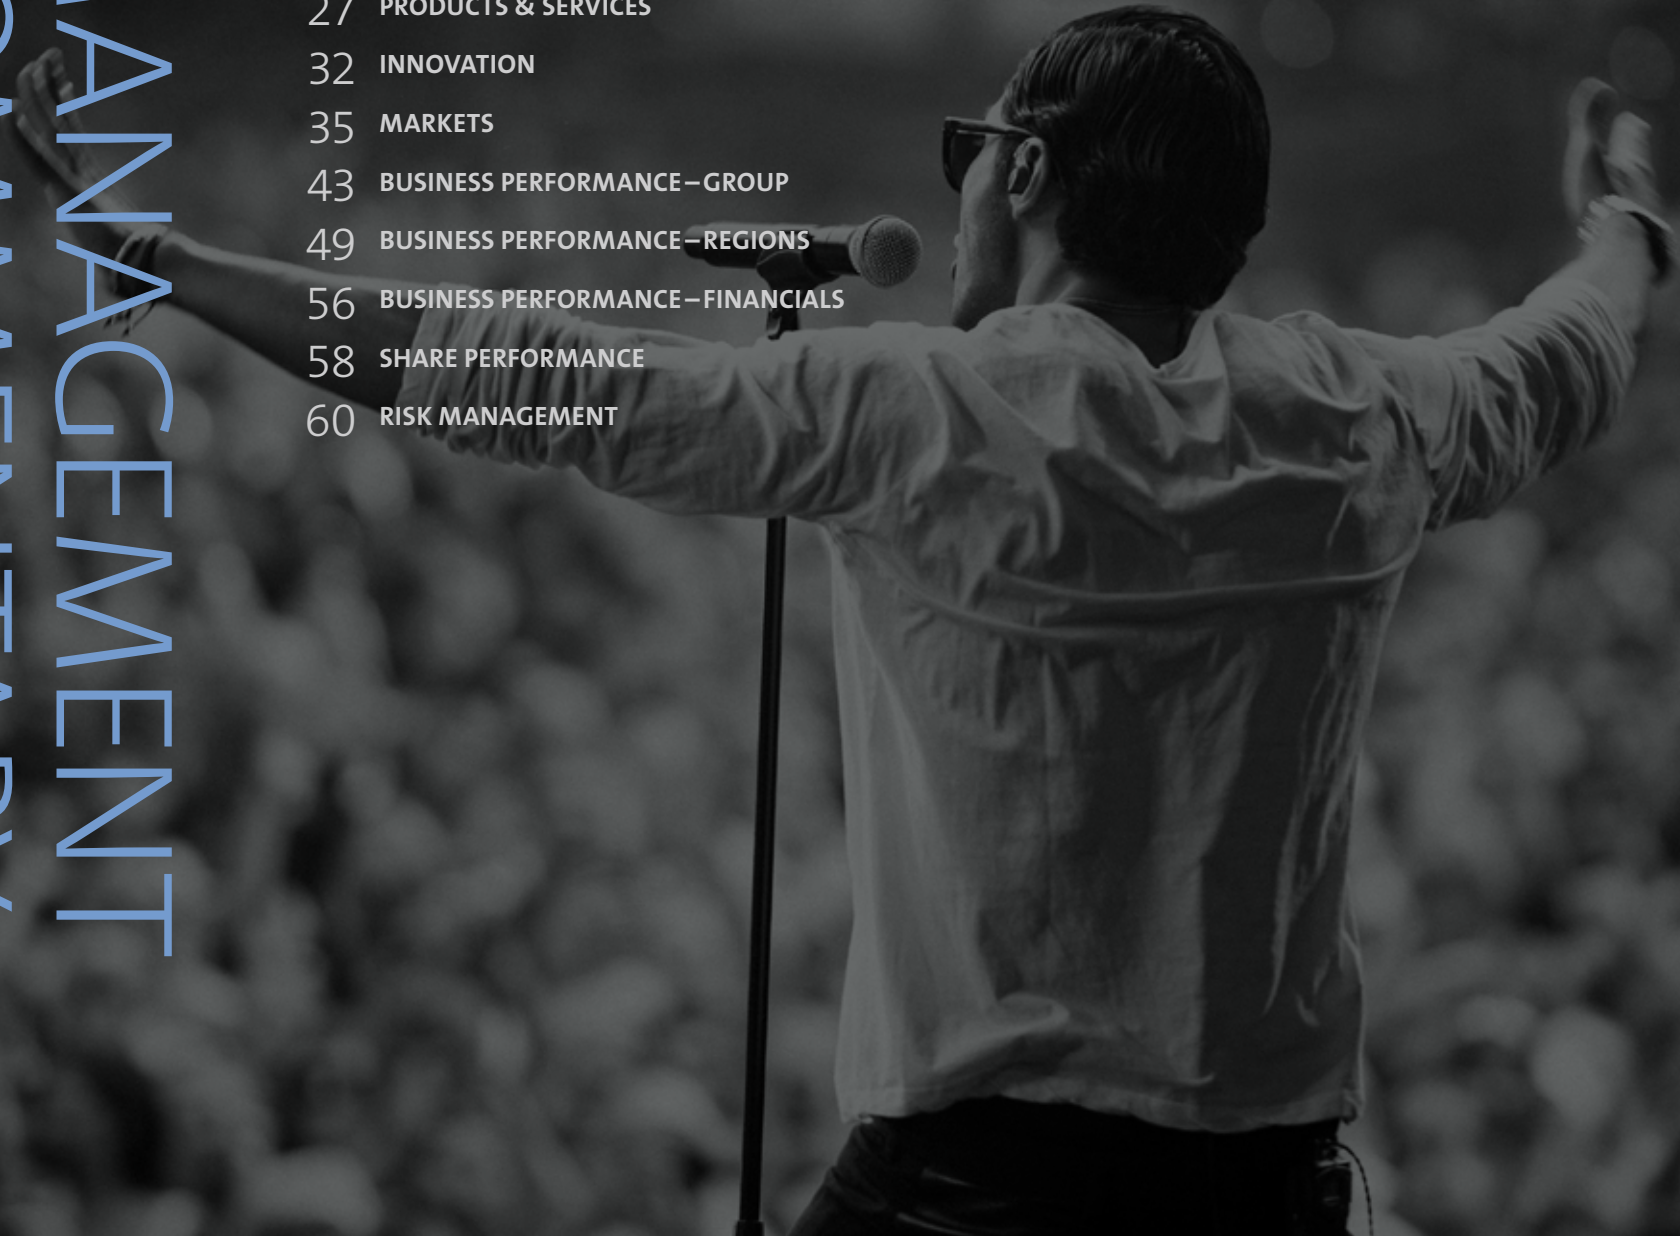 27 PRODUCTS & SERVICES
32 INNOVATION
35 MARKETS
43 BUSINESS PERFORMANCE–GROUP
49 BUSINESS PERFORMANCE–REGIONS
56 BUSINESS PERFORMANCE–FINANCIALS
58 SHARE PERFORMANCE
60 RISK MANAGEMENT
ANAGEMENT